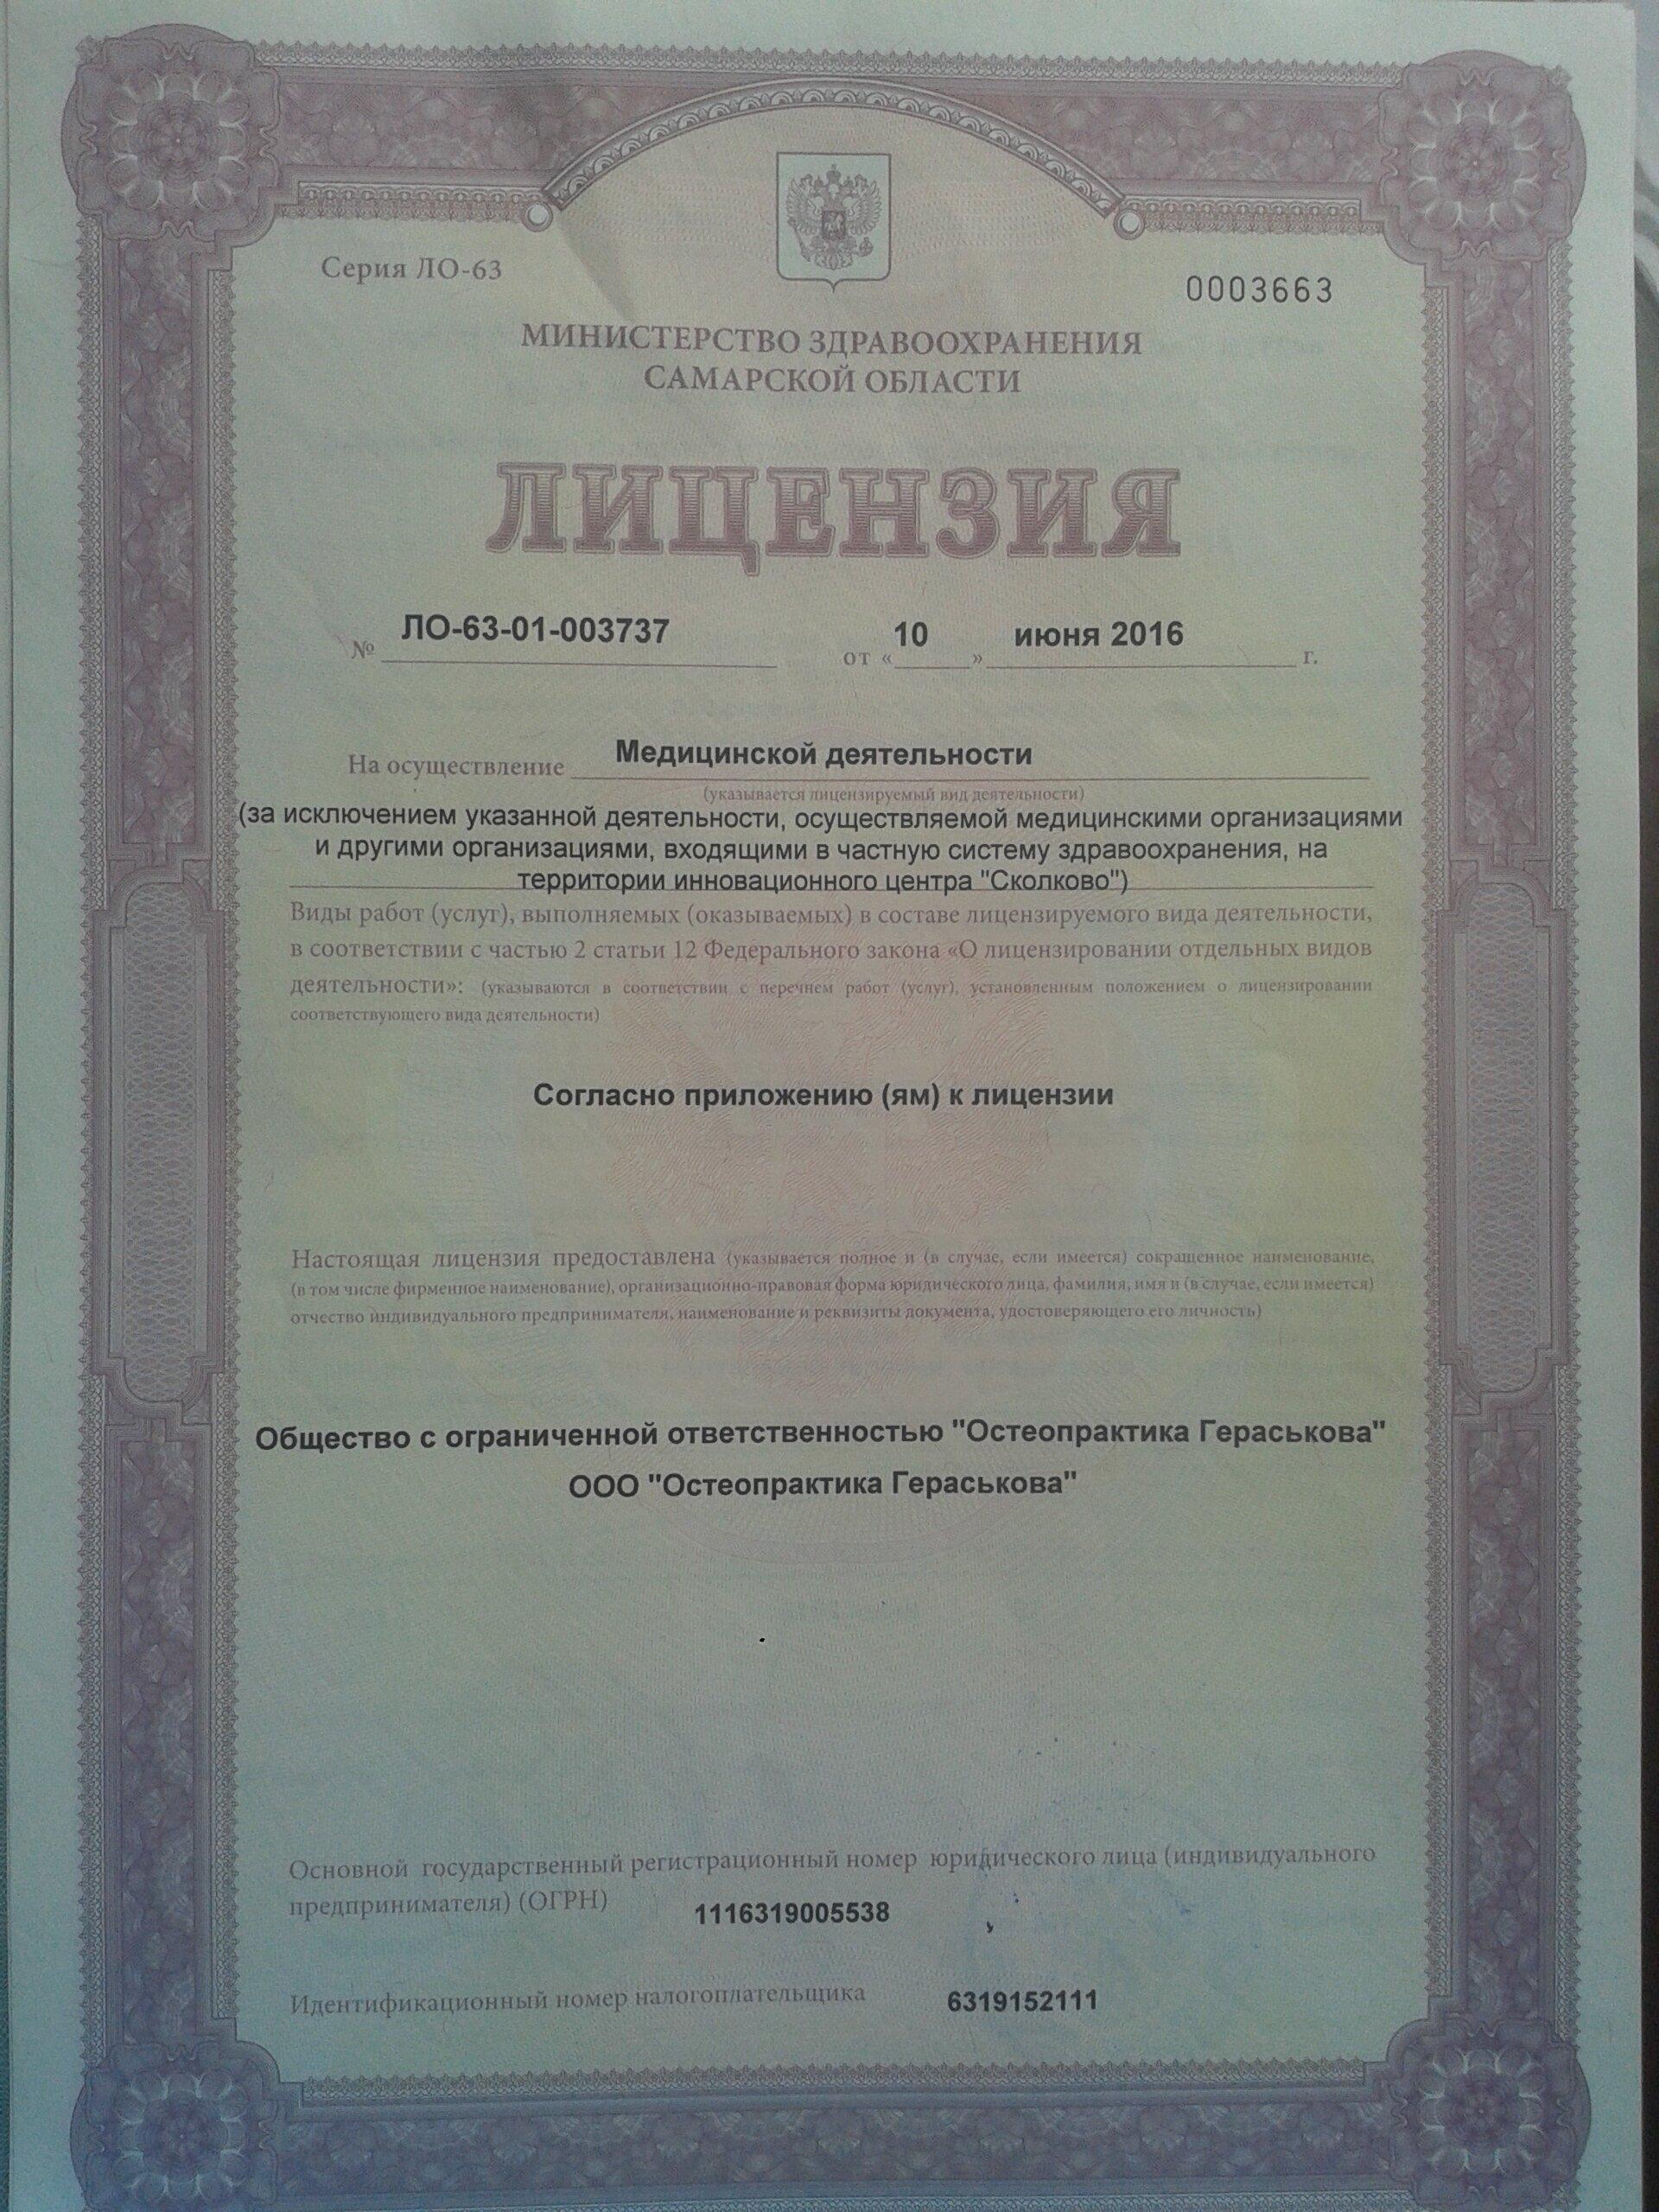 Серия ЛО-63
0003663
МИНИСТЕРСТВО ЗДРАВООХРАНЕНИЯ
САМАРСКОЙ ОБЛАСТИ
ЛИЦЕНЗИЯ
№ ЛО-63-01-003737 от «10» июня 2016 г.
На осуществление Медицинской деятельности
(указывается лицензируемый вид деятельности)
(за исключением указанной деятельности, осуществляемой медицинскими организациями
и другими организациями, входящими в частную систему здравоохранения, на
территории инновационного центра "Сколково")
Виды работ (услуг), выполняемых (оказываемых) в составе лицензируемого вида деятельности,
в соответствии с частью 2 статьи 12 Федерального закона «О лицензировании отдельных видов
деятельности»: (указываются в соответствии с перечнем работ (услуг), установленным положением о лицензировании
соответствующего вида деятельности)
Согласно приложению (ям) к лицензии
Настоящая лицензия предоставлена (указывается полное и (в случае, если имеется) сокращенное наименование,
(в том числе фирменное наименование), организационно-правовая форма юридического лица, фамилия, имя и (в случае, если имеется)
отчество индивидуального предпринимателя, наименование и реквизиты документа, удостоверяющего его личность)
Общество с ограниченной ответственностью "Остеопрактика Гераськова"
ООО "Остеопрактика Гераськова"
Основной государственный регистрационный номер юридического лица (индивидуального
предпринимателя) (ОГРН) 1116319005538
Идентификационный номер налогоплательщика 6319152111